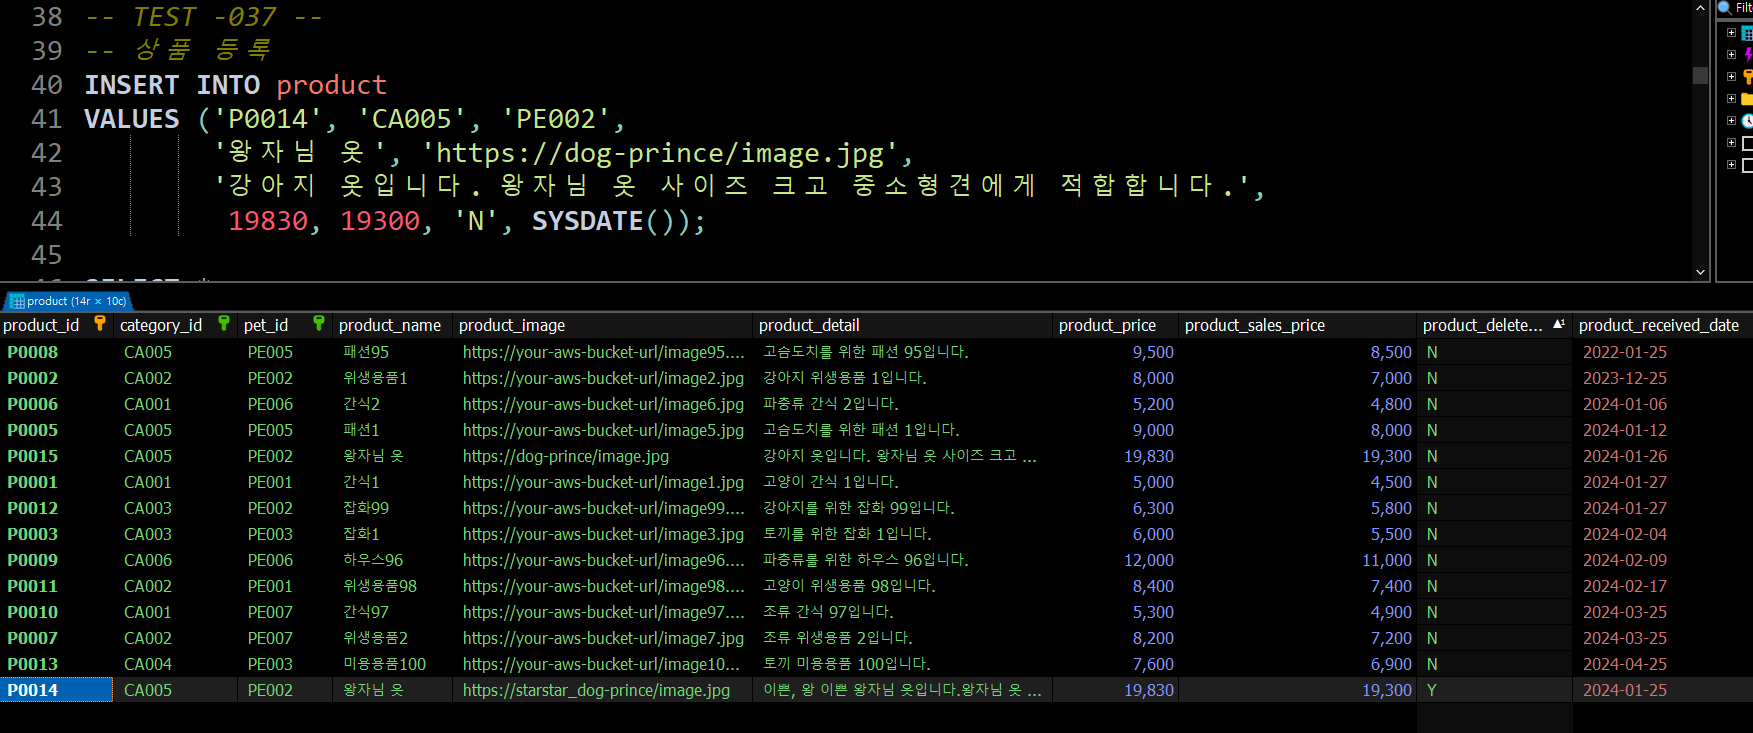 38 -- TEST -037 --
39 -- 상품 등록
40 INSERT INTO product
41 VALUES ('P0014', 'CA005', 'PE002',
42 '왕자님 옷', 'https://dog-prince/image.jpg',
43 '강아지 옷입니다. 왕자님 옷 사이즈 크고 중소형견에게 적합합니다.',
44 19830, 19300, 'N', SYSDATE());
45
product (14r × 10c)
product_id category_id pet_id product_name product_image product_detail product_price product_sales_price product_delete... product_received_date
P0008 CA005 PE005 패션95 https://your-aws-bucket-url/image95.... 고슴도치를 위한 패션 95입니다. 9,500 8,500 N 2022-01-25
P0002 CA002 PE002 위생용품1 https://your-aws-bucket-url/image2.jpg 강아지 위생용품 1입니다. 8,000 7,000 N 2023-12-25
P0006 CA001 PE006 간식2 https://your-aws-bucket-url/image6.jpg 파충류 간식 2입니다. 5,200 4,800 N 2024-01-06
P0005 CA005 PE005 패션1 https://your-aws-bucket-url/image5.jpg 고슴도치를 위한 패션 1입니다. 9,000 8,000 N 2024-01-12
P0015 CA005 PE002 왕자님 옷 https://dog-prince/image.jpg 강아지 옷입니다. 왕자님 옷 사이즈 크고 ... 19,830 19,300 N 2024-01-26
P0001 CA001 PE001 간식1 https://your-aws-bucket-url/image1.jpg 고양이 간식 1입니다. 5,000 4,500 N 2024-01-27
P0012 CA003 PE002 잡화99 https://your-aws-bucket-url/image99.... 강아지를 위한 잡화 99입니다. 6,300 5,800 N 2024-01-27
P0003 CA003 PE003 잡화1 https://your-aws-bucket-url/image3.jpg 토끼를 위한 잡화 1입니다. 6,000 5,500 N 2024-02-04
P0009 CA006 PE006 하우스96 https://your-aws-bucket-url/image96.... 파충류를 위한 하우스 96입니다. 12,000 11,000 N 2024-02-09
P0011 CA002 PE001 위생용품98 https://your-aws-bucket-url/image98.... 고양이 위생용품 98입니다. 8,400 7,400 N 2024-02-17
P0010 CA001 PE007 간식97 https://your-aws-bucket-url/image97.... 조류 간식 97입니다. 5,300 4,900 N 2024-03-25
P0007 CA002 PE007 위생용품2 https://your-aws-bucket-url/image7.jpg 조류 위생용품 2입니다. 8,200 7,200 N 2024-03-25
P0013 CA004 PE003 미용용품100 https://your-aws-bucket-url/image10... 토끼 미용용품 100입니다. 7,600 6,900 N 2024-04-25
P0014 CA005 PE002 왕자님 옷 https://starstar_dog-prince/image.jpg 이쁜, 왕 이쁜 왕자님 옷입니다.왕자님 옷 ... 19,830 19,300 Y 2024-01-25